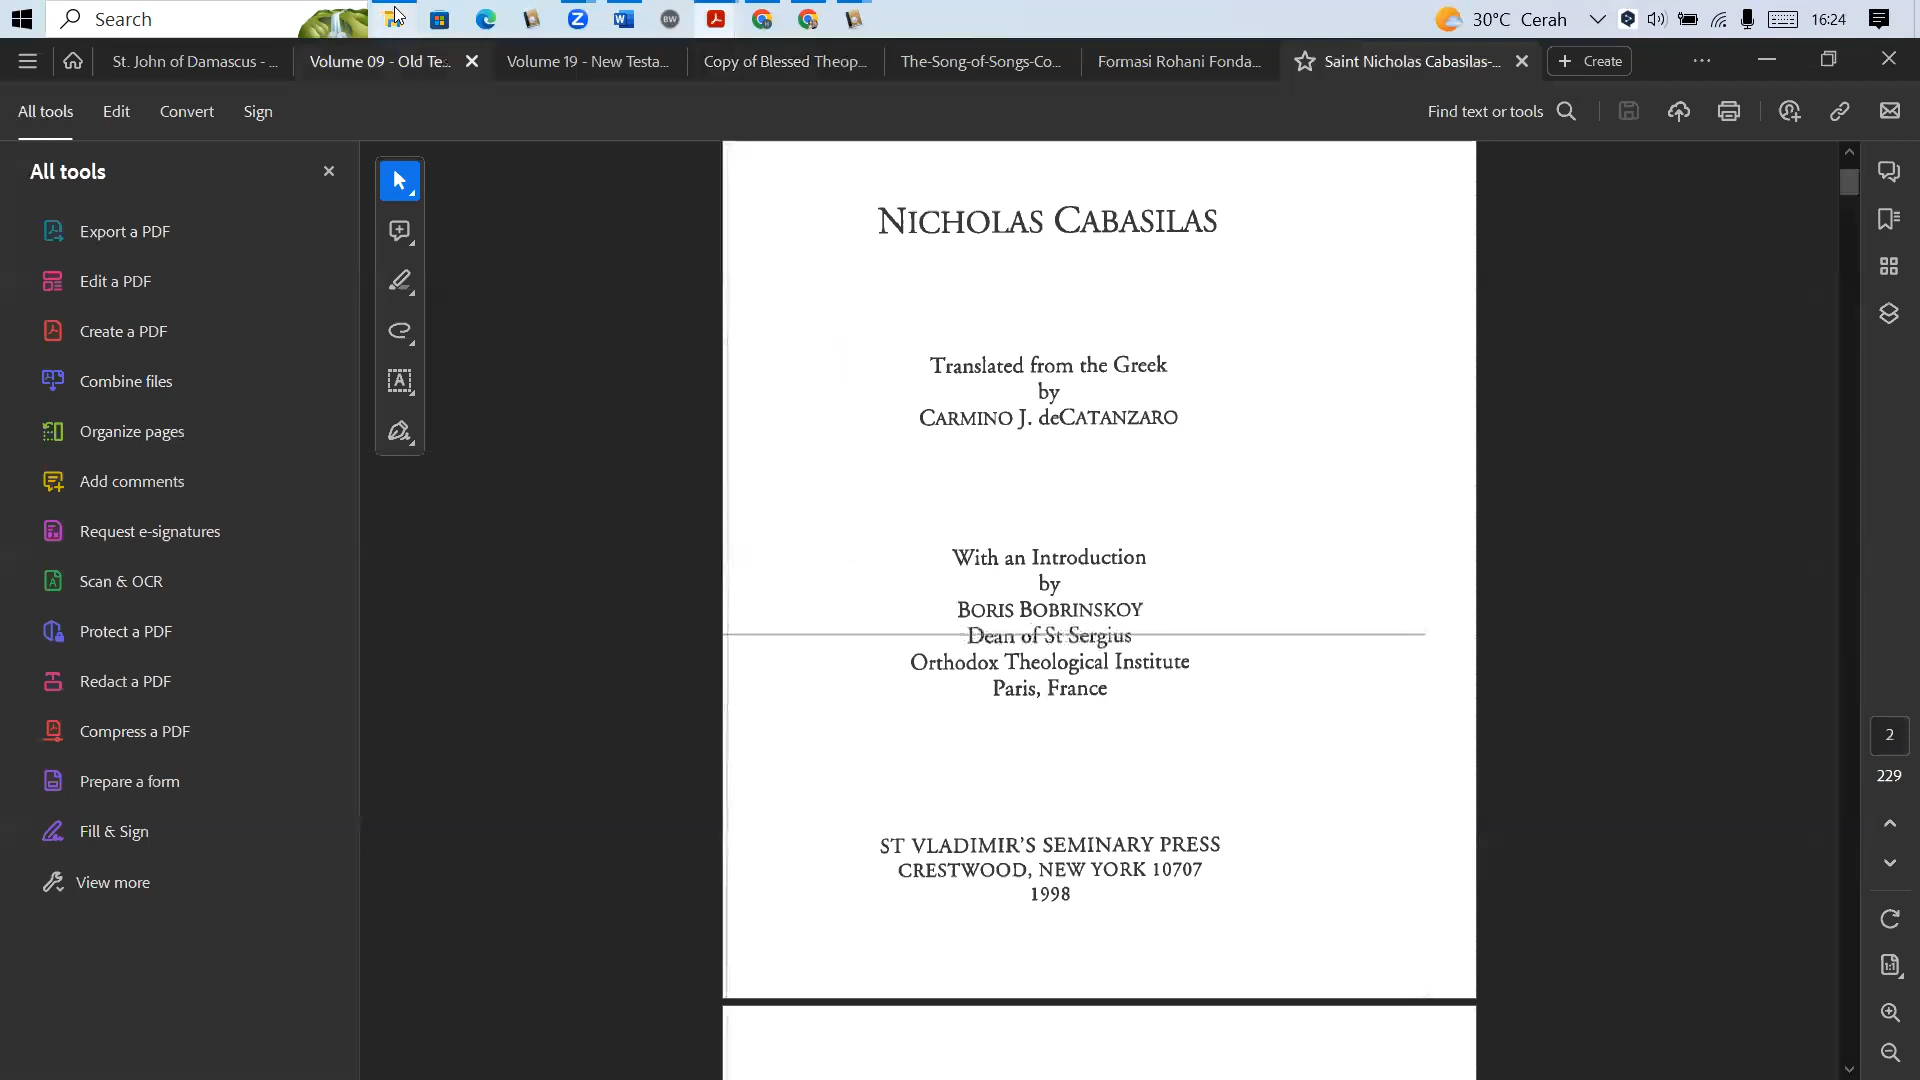 Search
30°C Cerah
16:24
St. John of Damascus - ...
Volume 09 - Old Te...
Volume 19 - New Testa...
Copy of Blessed Theop...
The-Song-of-Songs-Co...
Formasi Rohani Fonda...
Saint Nicholas Cabasilas-...
Create
All tools
Edit
Convert
Sign
Find text or tools
All tools
Export a PDF
Edit a PDF
Create a PDF
Combine files
Organize pages
Add comments
Request e-signatures
Scan & OCR
Protect a PDF
Redact a PDF
Compress a PDF
Prepare a form
Fill & Sign
View more
NICHOLAS CABASILAS
Translated from the Greek
by
CARMINO J. deCATANZARO
With an Introduction
by
BORIS BOBRINSKOY
Dean of St Sergius
Orthodox Theological Institute
Paris, France
ST VLADIMIR'S SEMINARY PRESS
CRESTWOOD, NEW YORK 10707
1998
2
229